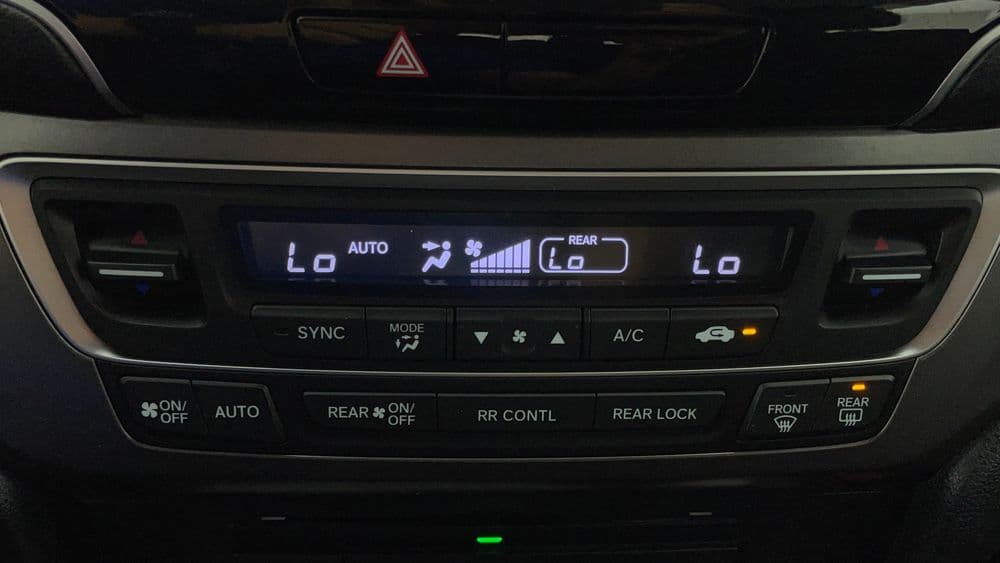 Lo AUTO REAR Lo Lo
SYNC MODE A/C
ON/
OFF AUTO REAR ON/
OFF RR CONTL REAR LOCK FRONT REAR